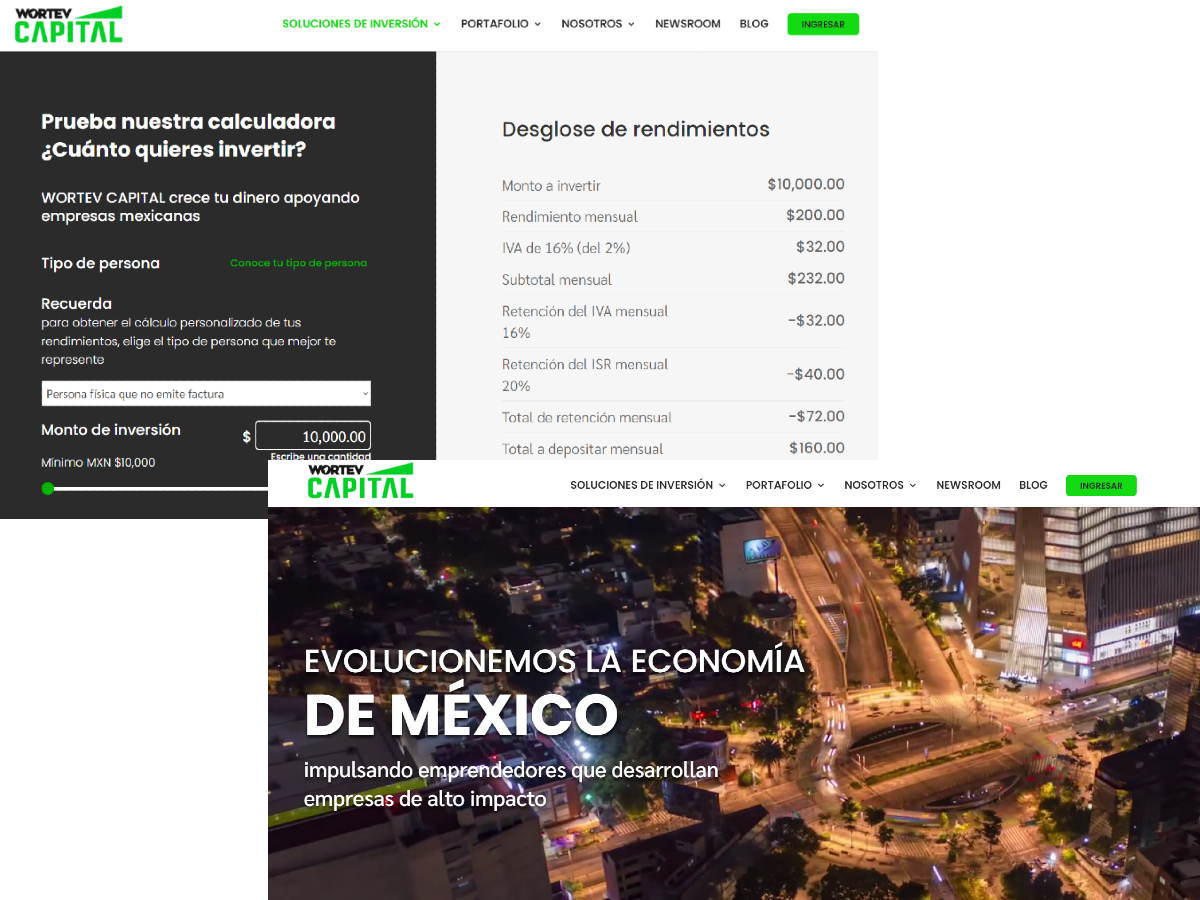 WORTEV
CAPITAL
SOLUCIONES DE INVERSIÓN
PORTAFOLIO
NOSOTROS
NEWSROOM
BLOG
INGRESAR
Prueba nuestra calculadora
¿Cuánto quieres invertir?
WORTEV CAPITAL crece tu dinero apoyando
empresas mexicanas
Tipo de persona
Conoce tu tipo de persona
Recuerda
para obtener el cálculo personalizado de tus
rendimientos, elige el tipo de persona que mejor te
represente
Persona física que no emite factura
Monto de inversión
$ 10,000.00
Escribe una cantidad
Mínimo MXN $10,000
Desglose de rendimientos
Monto a invertir $10,000.00
Rendimiento mensual $200.00
IVA de 16% (del 2%) $32.00
Subtotal mensual $232.00
Retención del IVA mensual
16% -$32.00
Retención del ISR mensual
20% -$40.00
Total de retención mensual -$72.00
Total a depositar mensual $160.00
WORTEV
CAPITAL
SOLUCIONES DE INVERSIÓN
PORTAFOLIO
NOSOTROS
NEWSROOM
BLOG
INGRESAR
EVOLUCIONEMOS LA ECONOMÍA
DE MÉXICO
impulsando emprendedores que desarrollan
empresas de alto impacto